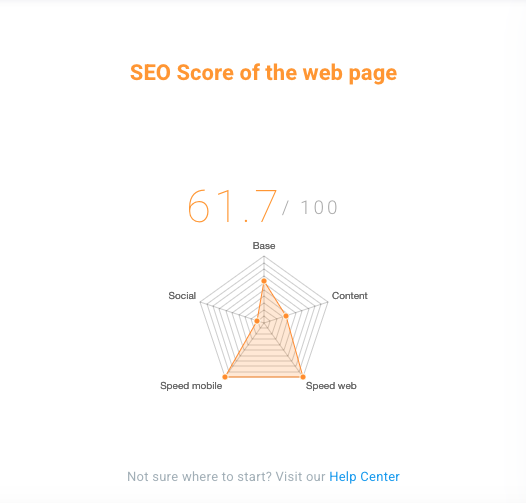 SEO Score of the web page
61.7 / 100
Base
Social
Content
Speed mobile
Speed web
Not sure where to start? Visit our Help Center